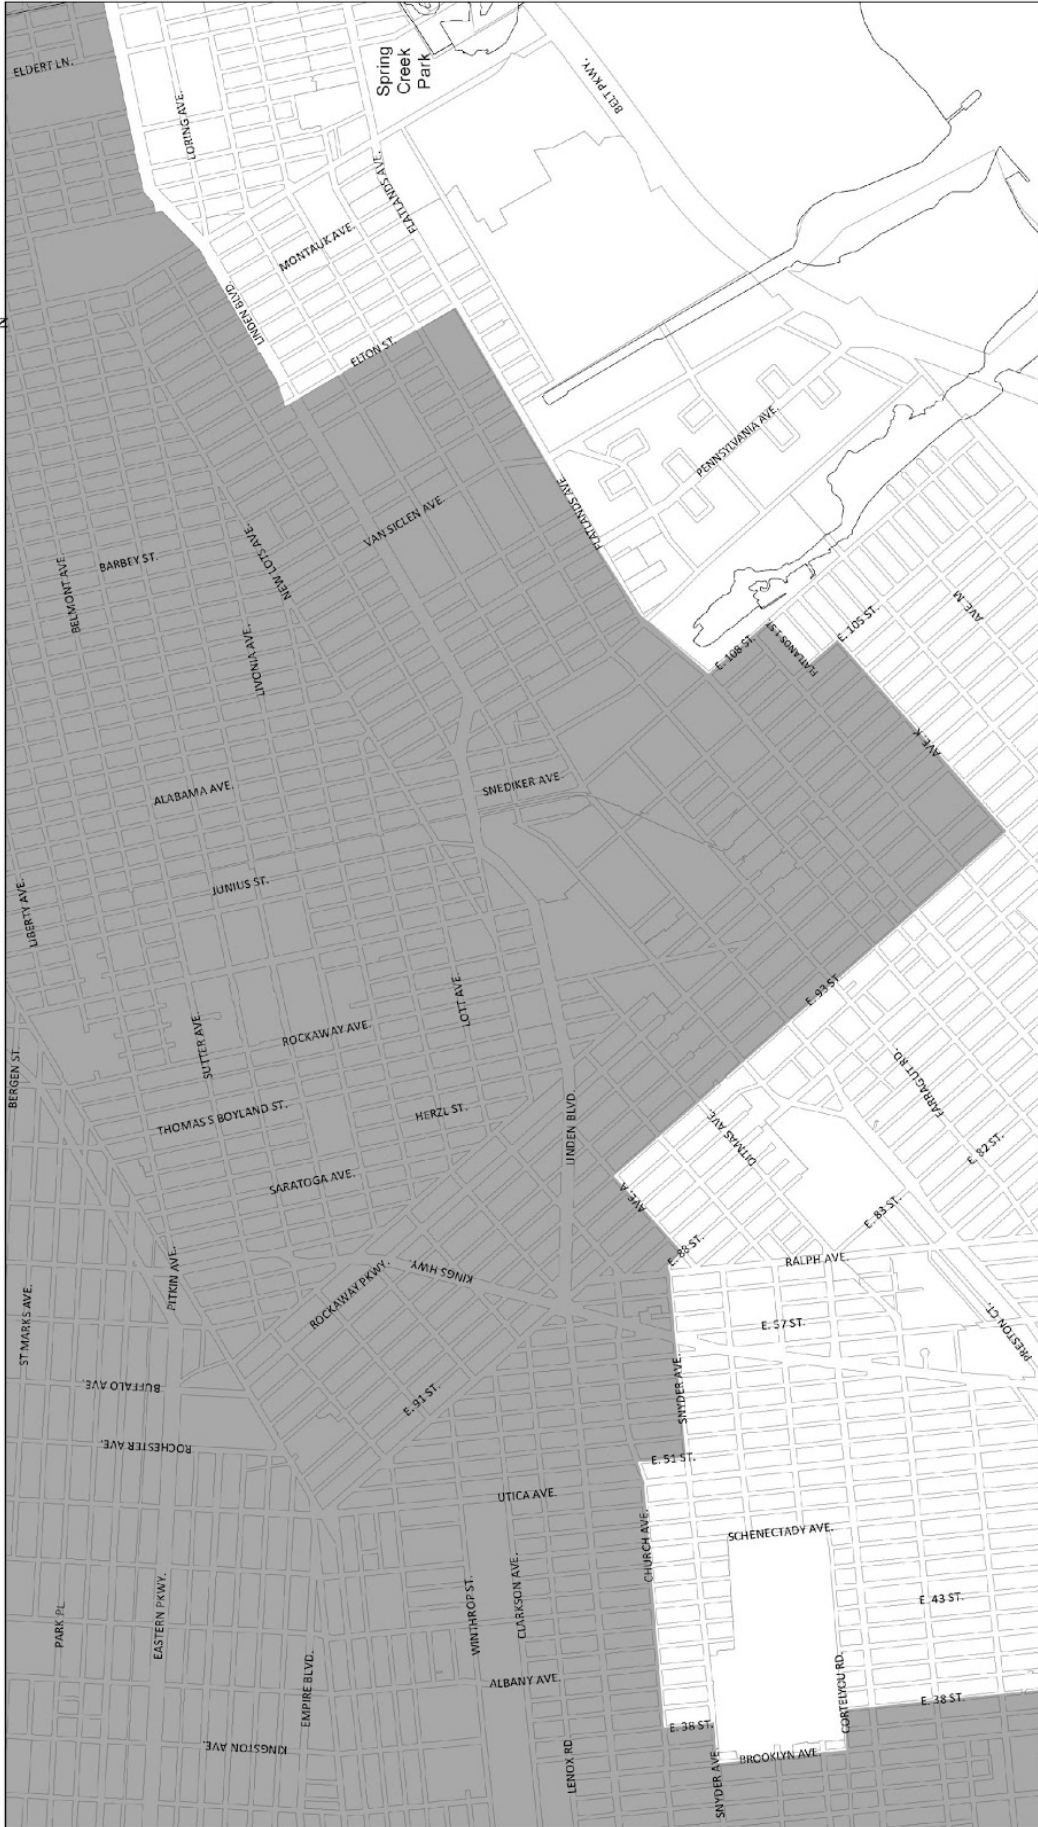 ELDERT LN.
Spring
Creek
Park
BELT PKWY.
LORING AVE.
FLATLANDS AVE.
MONTAUK AVE.
LINDEN BLVD.
N
ELTON ST.
PENNSYLVANIA AVE.
FLATLANDS AVE.
VAN SICLEN AVE.
NEW LOTS AVE.
BARBEY ST.
BELMONT AVE.
LIVONIA AVE.
AVE. M
E. 105 ST.
FLATLANDS 1 ST
E. 108 ST.
AVE. K
SNEDIKER AVE.
ALABAMA AVE.
JUNIUS ST.
LIBERTY AVE.
E. 93 ST
LOTT AVE.
ROCKAWAY AVE.
SUTTER AVE.
BERGEN ST.
FARRAGUT RD.
THOMAS S BOYLAND ST.
HERZL ST.
LINDEN BLVD.
DITMAS AVE.
E. 82 ST.
SARATOGA AVE.
AVE. A
E. 83 ST.
E. 88 ST.
RALPH AVE.
PITKIN AVE.
KINGS HWY.
ROCKAWAY PKWY.
ST MARKS AVE.
E. 57 ST.
PRESTON CT.
BUFFALO AVE.
E. 91 ST.
SNYDER AVE.
ROCHESTER AVE.
E. 51 ST.
UTICA AVE.
SCHENECTADY AVE.
CHURCH AVE.
E. 43 ST.
PARK PL
EASTERN PKWY.
WINTHROP ST.
CLARKSON AVE.
EMPIRE BLVD.
ALBANY AVE.
CORTELYOU RD.
E. 38 ST.
E. 38 ST.
KINGSTON AVE.
BROOKLYN AVE.
LENOX RD
SNYDER AVE.